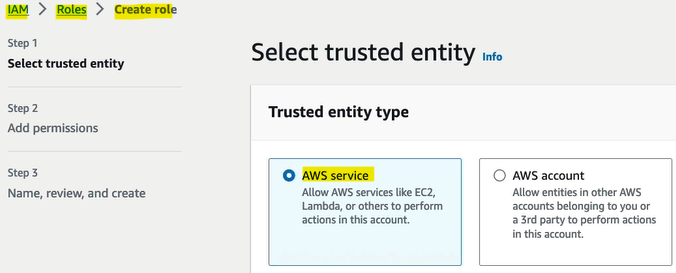 IAM > Roles > Create role
Step 1
Select trusted entity
Step 2
Add permissions
Step 3
Name, review, and create
Select trusted entity Info
Trusted entity type
AWS service
Allow AWS services like EC2,
Lambda, or others to perform
actions in this account.
AWS account
Allow entities in other AWS
accounts belonging to you or
a 3rd party to perform actions
in this account.